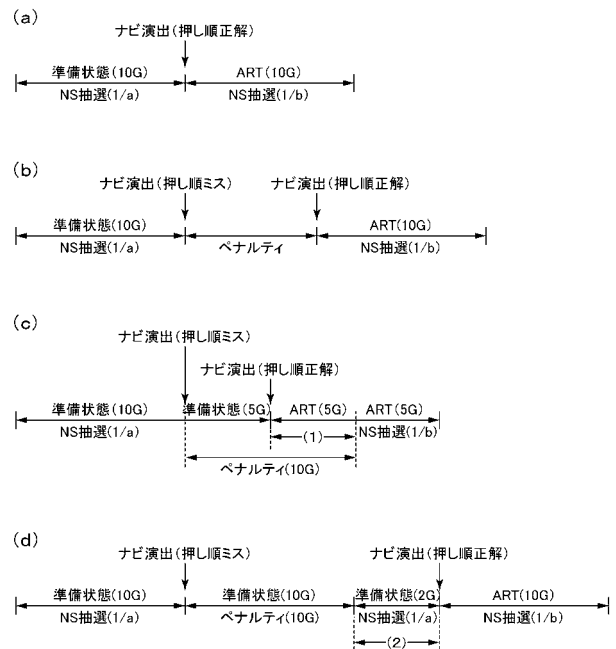 (a)
ナビ演出(押し順正解)
準備状態(10G) ART(10G)
NS抽選(1/a) NS抽選(1/b)
(b)
ナビ演出(押し順ミス) ナビ演出(押し順正解)
準備状態(10G) ART(10G)
NS抽選(1/a) ペナルティ NS抽選(1/b)
(c)
ナビ演出(押し順ミス)
ナビ演出(押し順正解)
準備状態(10G) 準備状態(5G) ART(5G) ART(5G)
NS抽選(1/a) (1) NS抽選(1/b)
ペナルティ(10G)
(d)
ナビ演出(押し順ミス) ナビ演出(押し順正解)
準備状態(10G) 準備状態(10G) 準備状態(2G) ART(10G)
NS抽選(1/a) ペナルティ(10G) NS抽選(1/a) NS抽選(1/b)
(2)